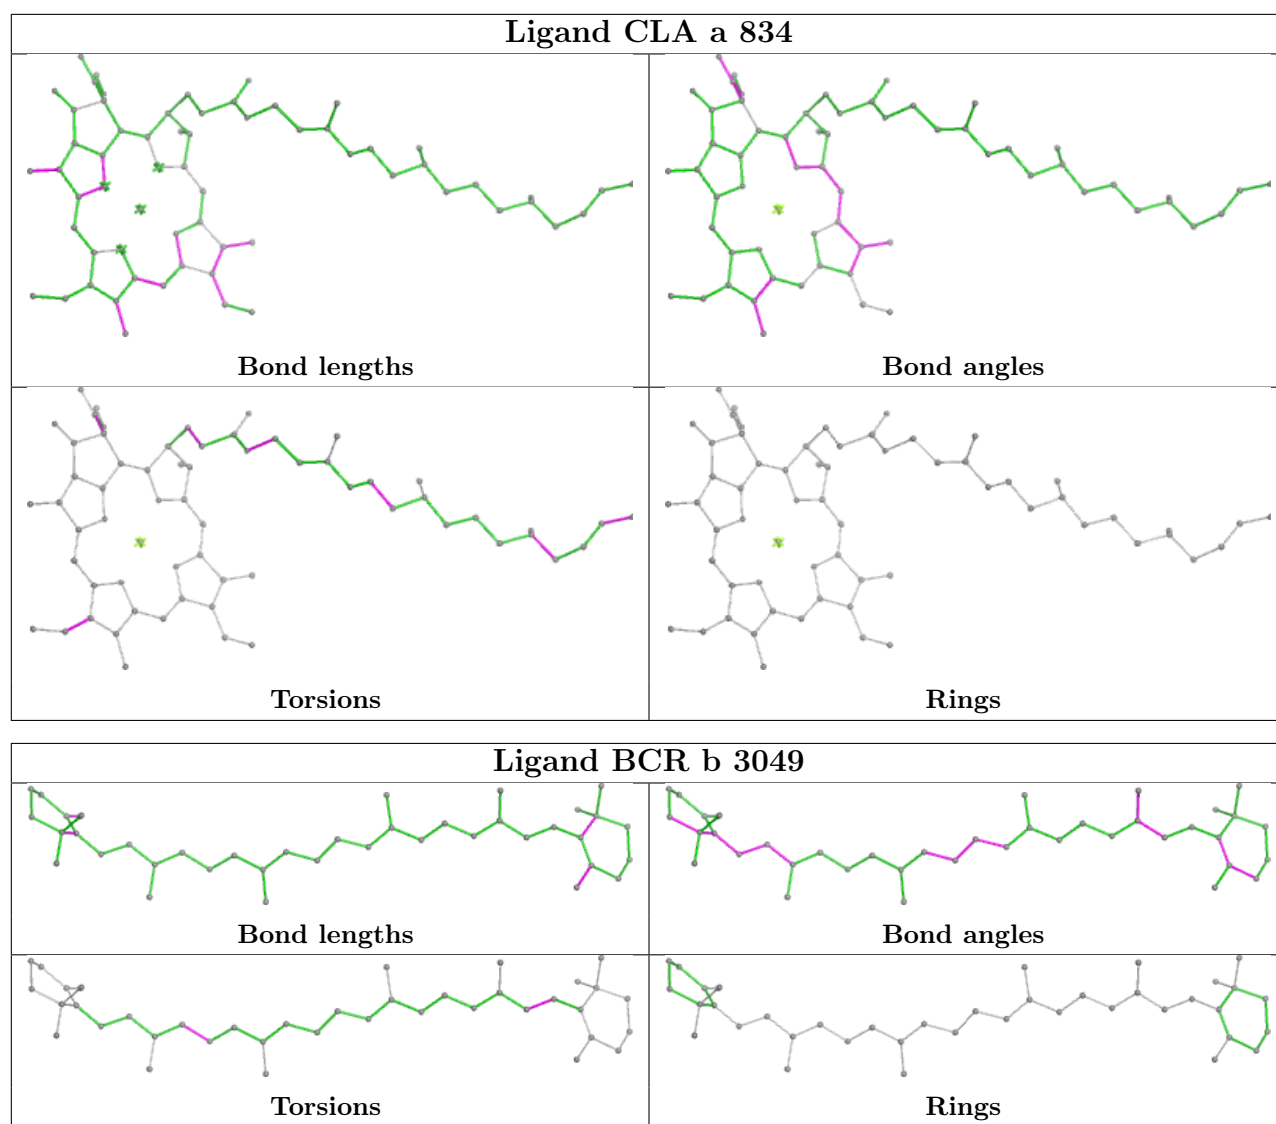 Ligand CLA a 834
Bond lengths
Bond angles
Torsions
Rings
Ligand BCR b 3049
Bond lengths
Bond angles
Torsions
Rings